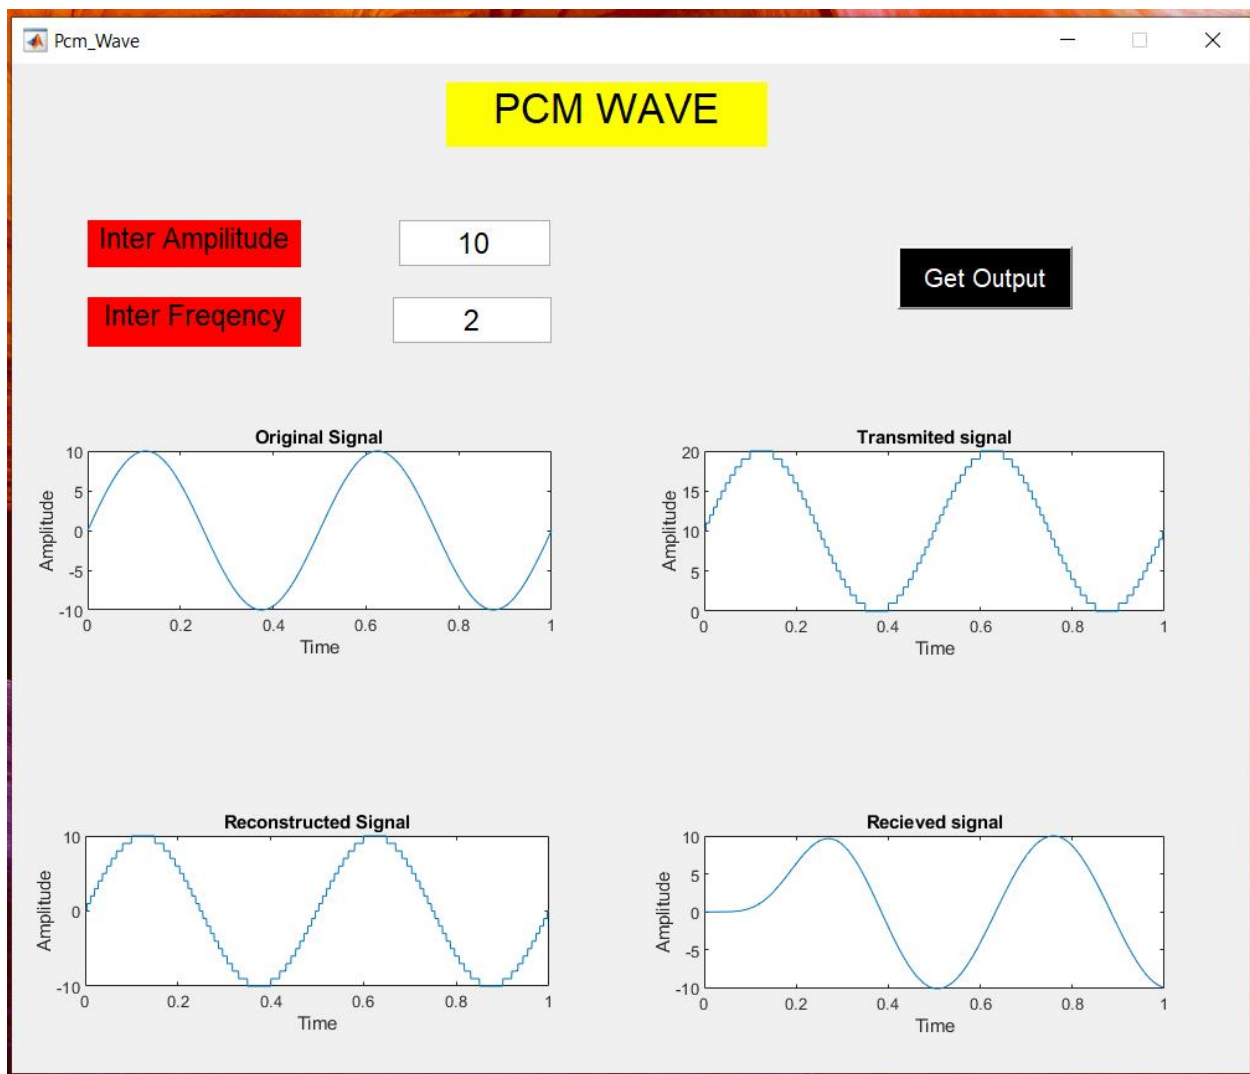 Pcm_Wave
PCM WAVE
Inter Ampilitude
10
Inter Freqency
2
Get Output
Original Signal
10
5
0
-5
-10
Amplitude
0 0.2 0.4 0.6 0.8 1
Time
Transmited signal
20
15
10
5
0
Amplitude
0 0.2 0.4 0.6 0.8 1
Time
Reconstructed Signal
10
0
-10
Amplitude
0 0.2 0.4 0.6 0.8 1
Time
Recieved signal
10
5
0
-5
-10
Amplitude
0 0.2 0.4 0.6 0.8 1
Time